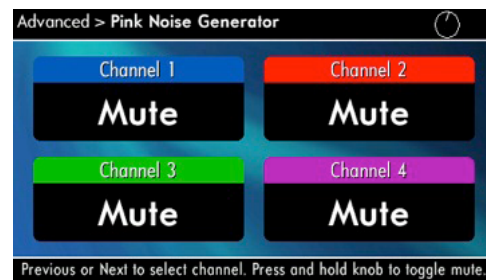 Advanced > Pink Noise Generator
Channel 1
Mute
Channel 2
Mute
Channel 3
Mute
Channel 4
Mute
Previous or Next to select channel. Press and hold knob to toggle mute.